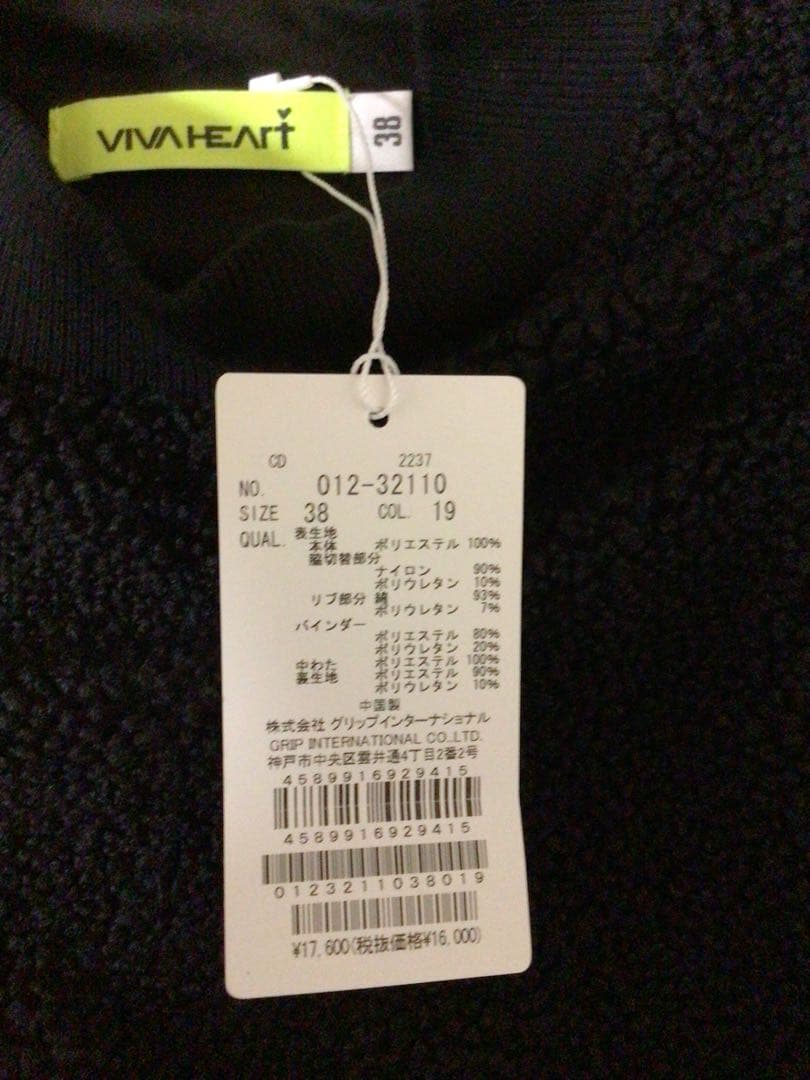 VIVA HEART
38
CD 2237
NO. 012-32110
SIZE 38 COL. 19
QUAL. 表生地
本体 ポリエステル 100%
脇切替部分
ナイロン 90%
ポリウレタン 10%
リブ部分 綿 93%
ポリウレタン 7%
バインダー
ポリエステル 80%
ポリウレタン 20%
中わた ポリエステル 100%
裏生地 ポリエステル 90%
ポリウレタン 10%
中国製
株式会社 グリップインターナショナル
GRIP INTERNATIONAL CO.,LTD.
神戸市中央区雲井通4丁目2番2号
4589916929415
4589916929415
0123211038019
¥17,600(税抜価格¥16,000)